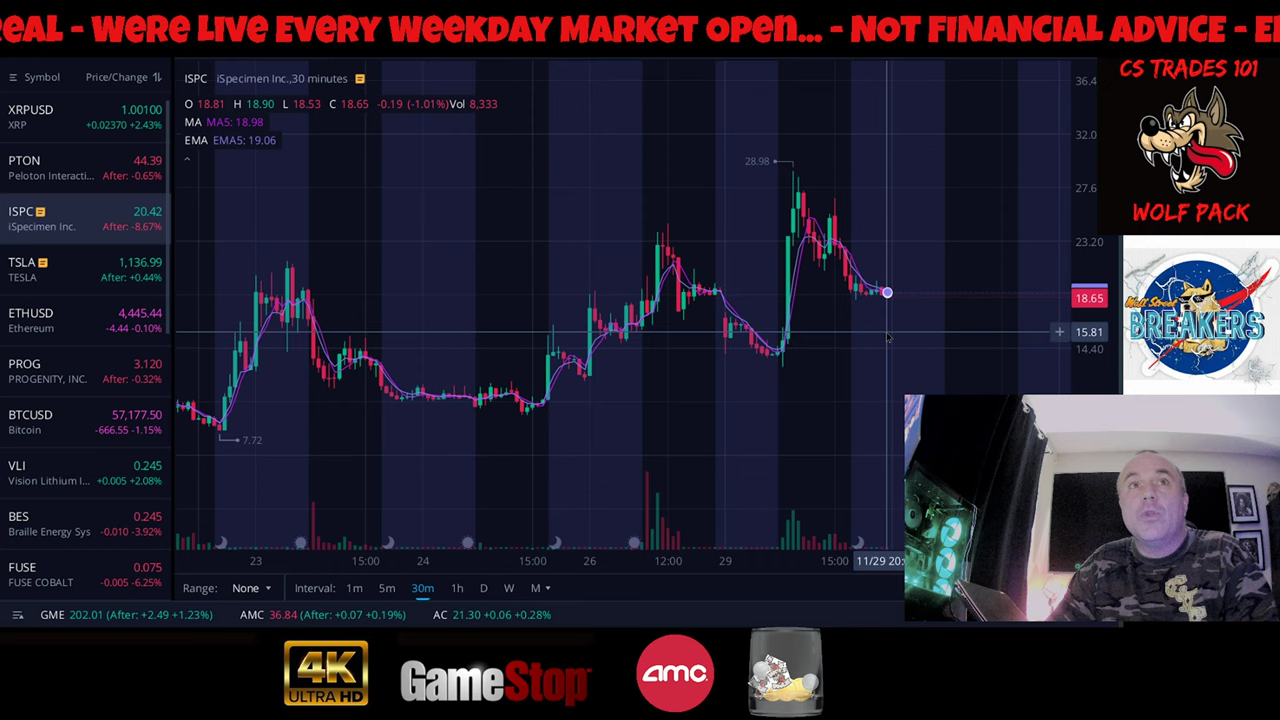 eal - We're Live Every Weekday Market Open... - Not Financial Advice - E
Symbol Price/Change
XRPUSD 1.00100
XRP +0.02370 +2.43%
PTON 44.39
Peloton Interacti... After: -0.65%
ISPC 20.42
iSpecimen Inc. After: -8.67%
TSLA 1,136.99
TESLA After: +0.44%
ETHUSD 4,445.44
Ethereum -4.44 -0.10%
PROG 3.120
PROGENITY, INC. After: -0.32%
BTCUSD 57,177.50
Bitcoin -666.55 -1.15%
VLI 0.245
Vision Lithium I... +0.005 +2.08%
BES 0.245
Braille Energy Sys -0.010 -3.92%
FUSE 0.075
FUSE COBALT -0.005 -6.25%
ISPC iSpecimen Inc.,30 minutes
O 18.81 H 18.90 L 18.53 C 18.65 -0.19 (-1.01%) Vol 8,333
MA MA5: 18.98
EMA EMA5: 19.06
28.98
7.72
36.4
32.0
27.6
23.20
18.65
15.81
14.40
23 15:00 24 15:00 26 12:00 29 15:00 11/29 20:
Range: None Interval: 1m 5m 30m 1h D W M
GME 202.01 (After: +2.49 +1.23%) AMC 36.84 (After: +0.07 +0.19%) AC 21.30 +0.06 +0.28%
CS TRADES 101
WOLF PACK
Wall Street
BREAKERS
4K
ULTRA HD
GameStop
amc